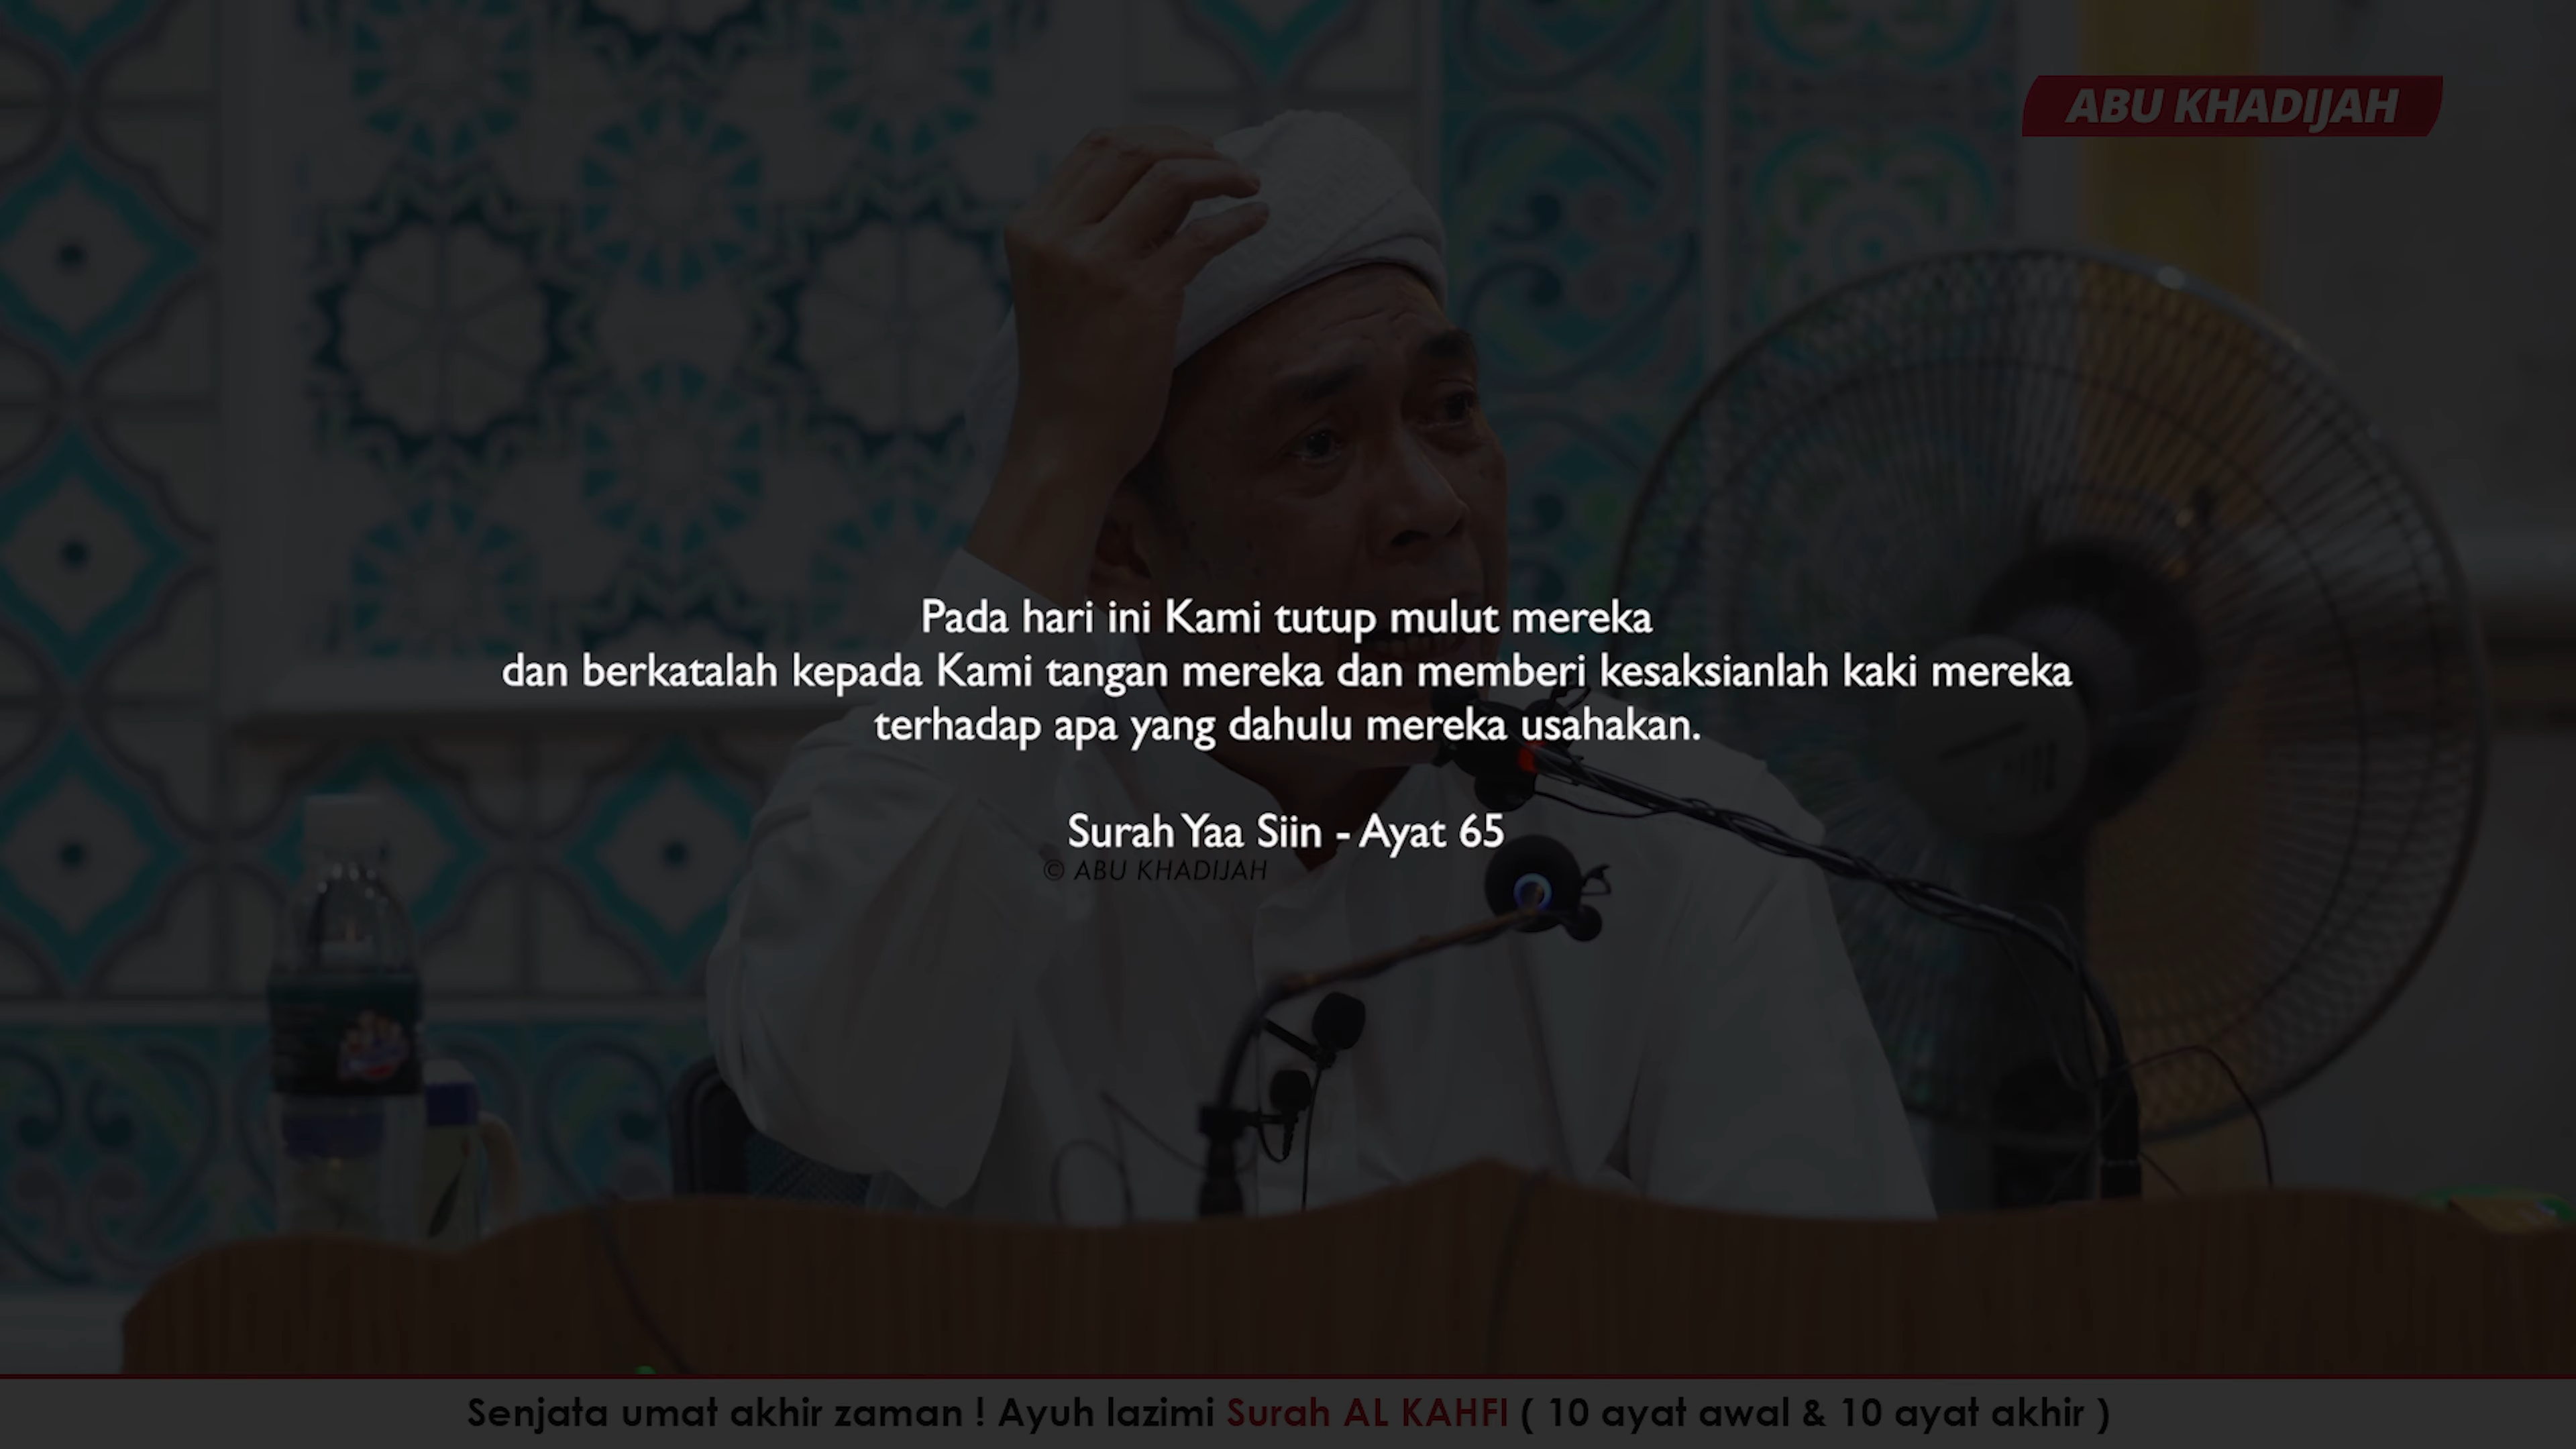 ABU KHADIJAH
Pada hari ini Kami tutup mulut mereka
dan berkatalah kepada Kami tangan mereka dan memberi kesaksianlah kaki mereka
terhadap apa yang dahulu mereka usahakan.
Surah Yaa Siin - Ayat 65
© ABU KHADIJAH
Senjata umat akhir zaman ! Ayuh lazimi Surah AL KAHFI ( 10 ayat awal & 10 ayat akhir )